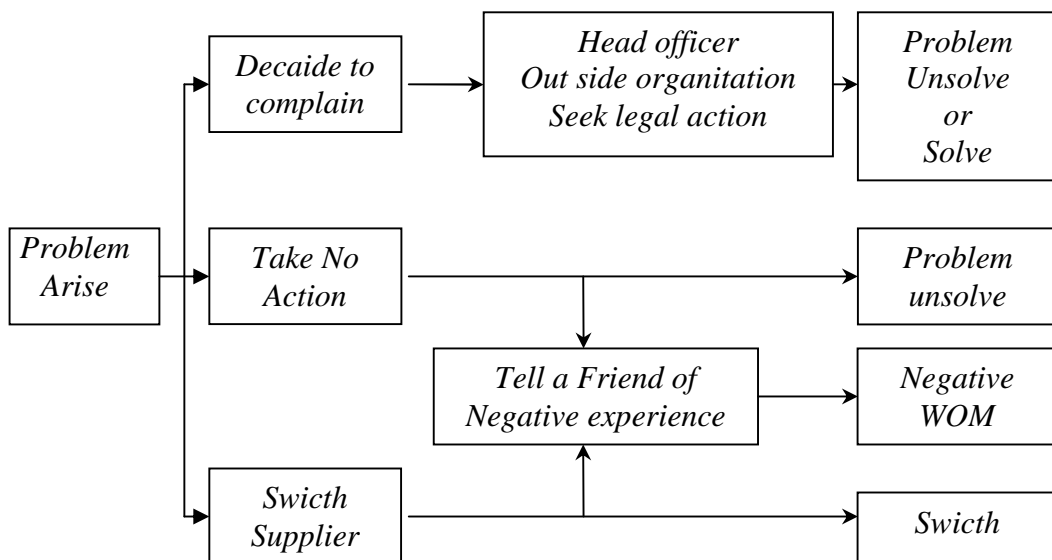 Decaide to
complain
Head officer
Out side organitation
Seek legal action
Problem
Unsolve
or
Solve
Problem
Arise
Take No
Action
Problem
unsolve
Tell a Friend of
Negative experience
Negative
WOM
Swicth
Supplier
Swicth